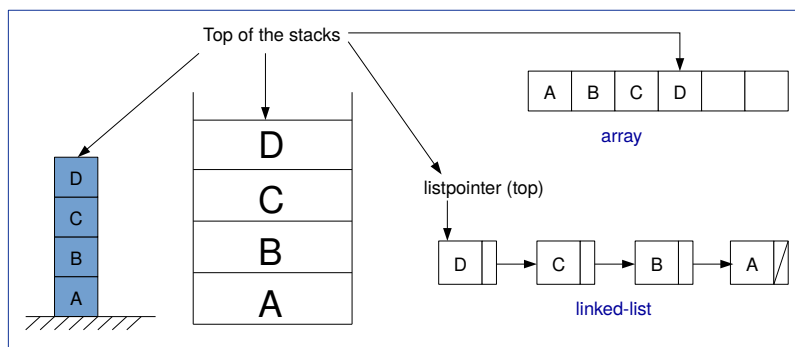 Top of the stacks
A B C D
array
D
C
B
A
D
C
B
A
listpointer (top)
D C B A
linked-list